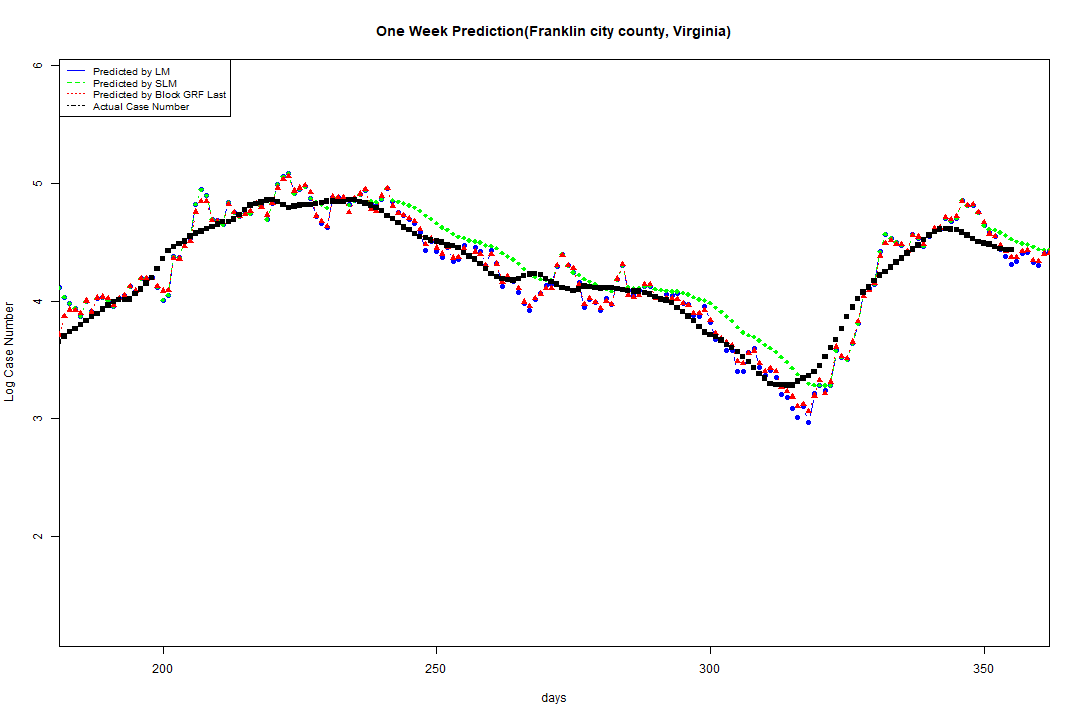 One Week Prediction(Franklin city county, Virginia)
Predicted by LM
Predicted by SLM
Predicted by Block GRF Last
Actual Case Number
6
5
4
3
2
Log Case Number
200 250 300 350
days